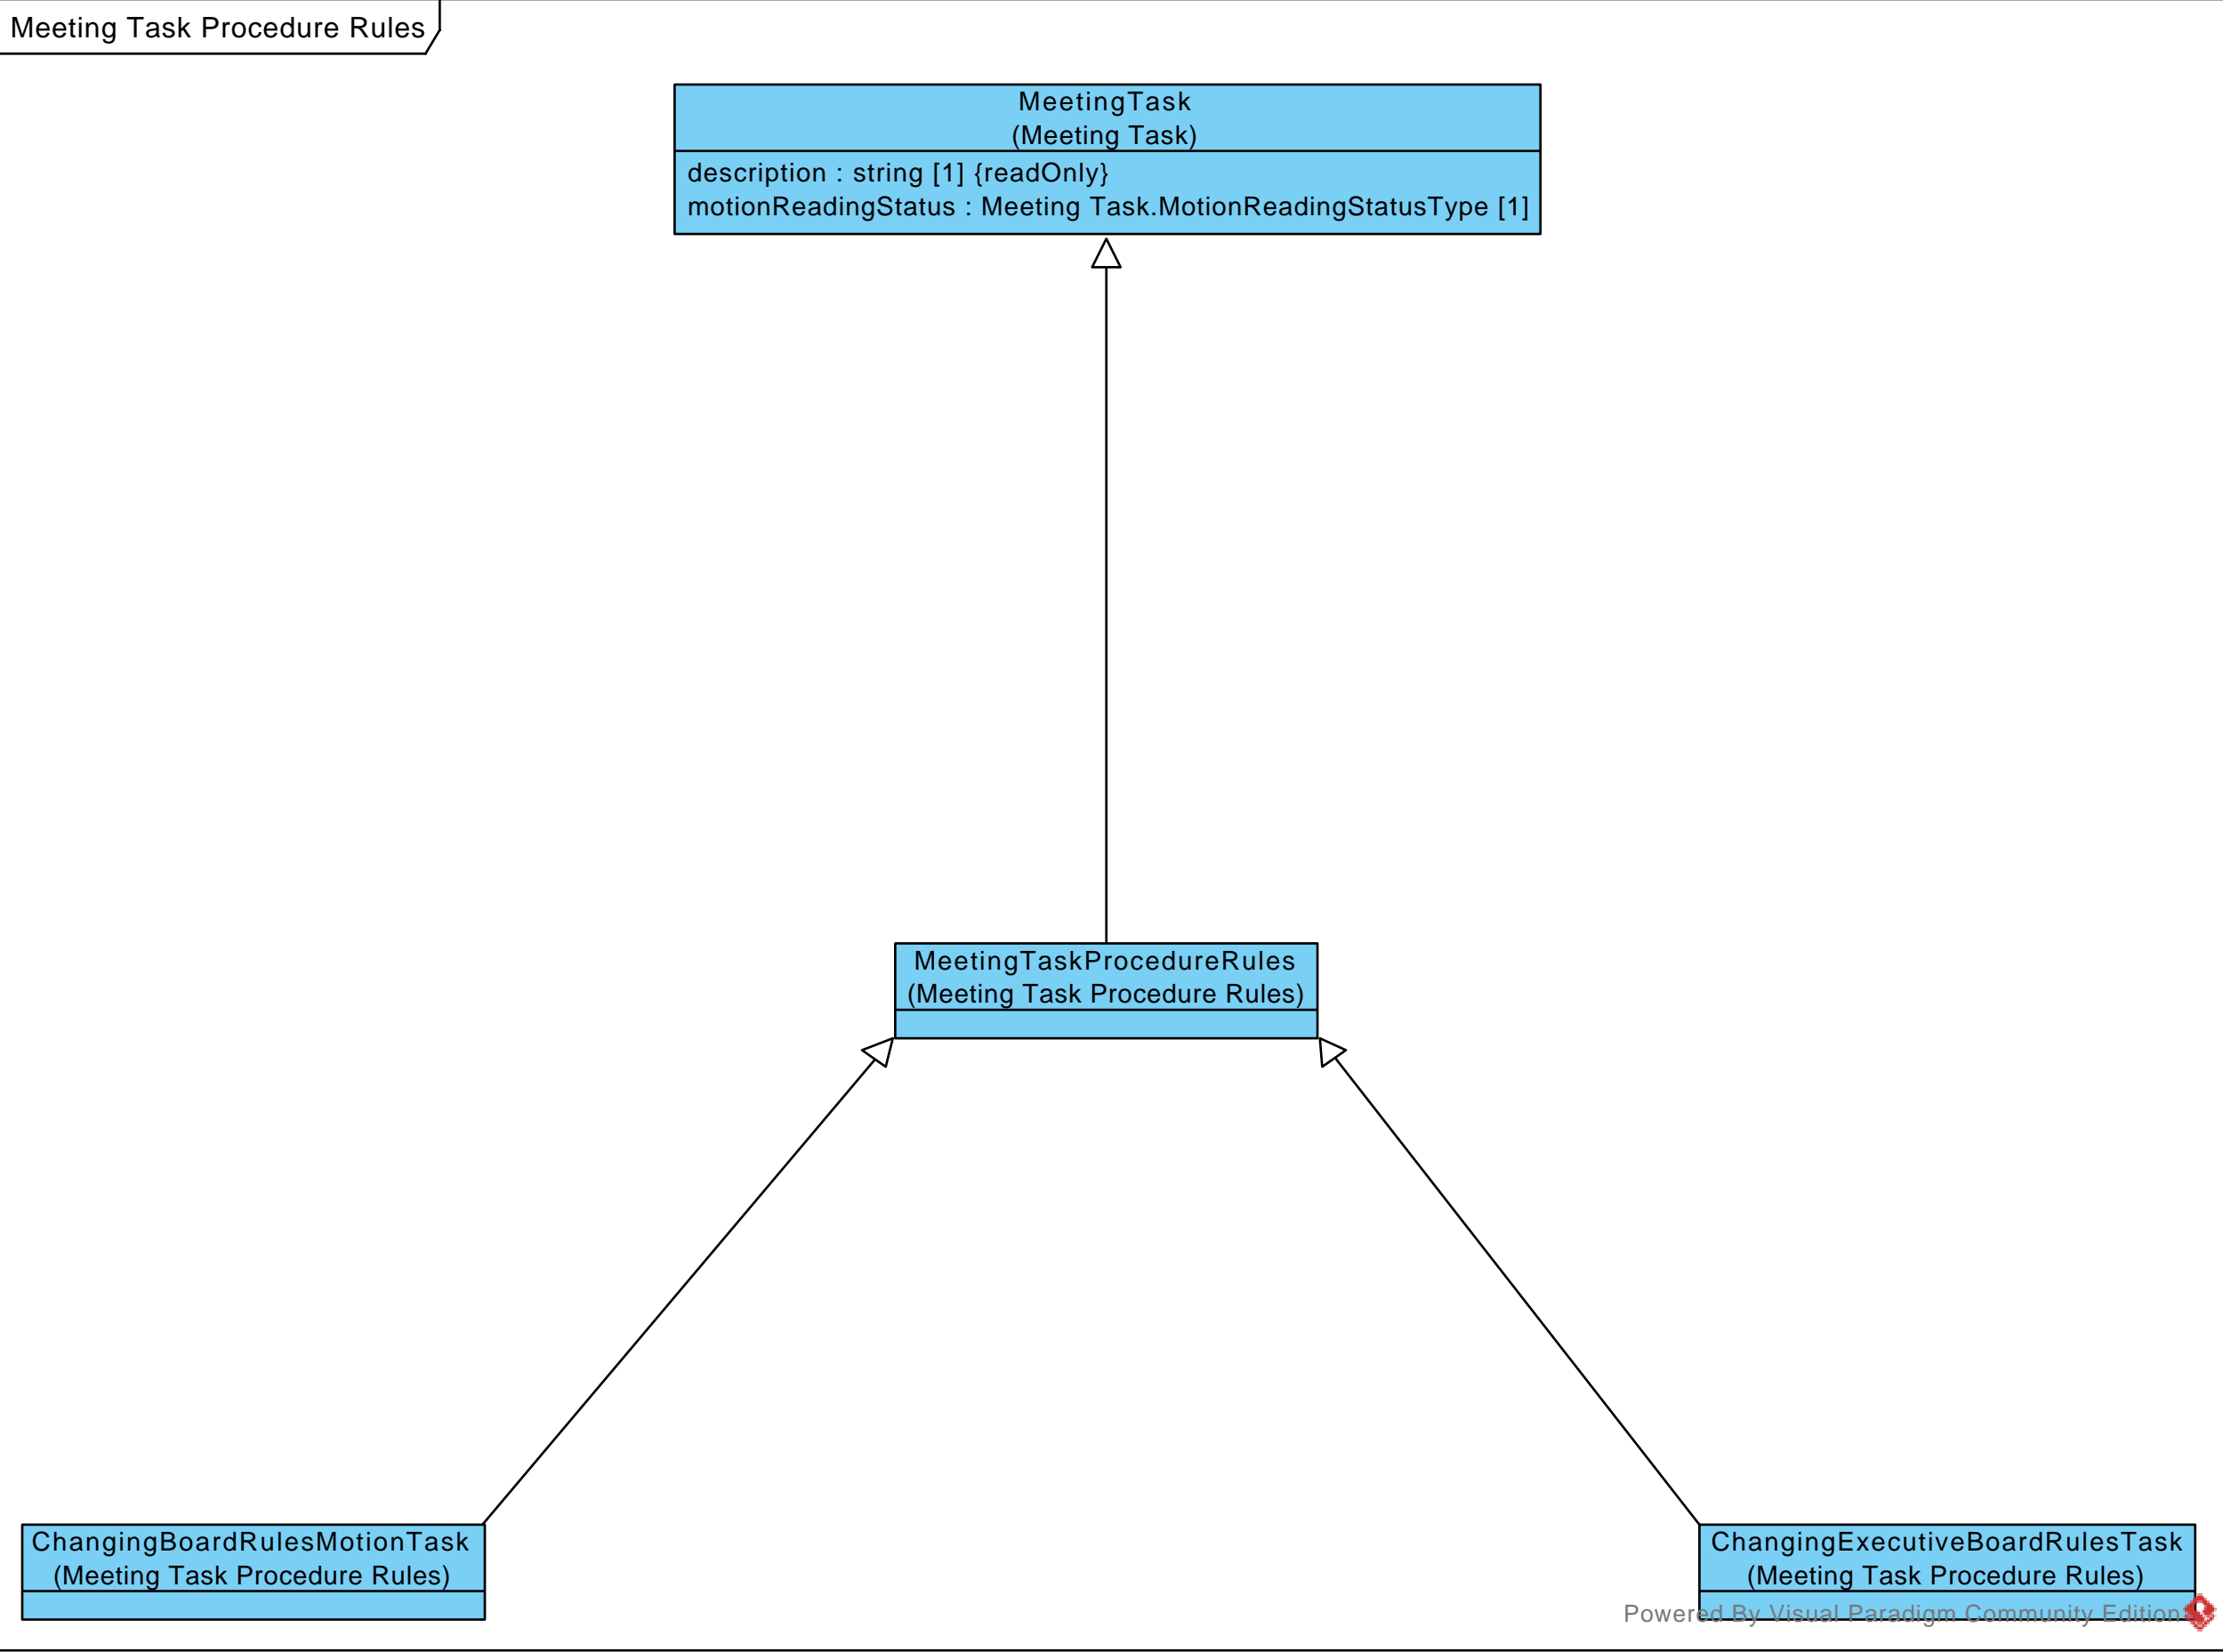 Meeting Task Procedure Rules
MeetingTask
(Meeting Task)
description : string [1] {readOnly}
motionReadingStatus : Meeting Task.MotionReadingStatusType [1]
MeetingTaskProcedureRules
(Meeting Task Procedure Rules)
ChangingBoardRulesMotionTask
(Meeting Task Procedure Rules)
ChangingExecutiveBoardRulesTask
(Meeting Task Procedure Rules)
Powered By Visual Paradigm Community Edition